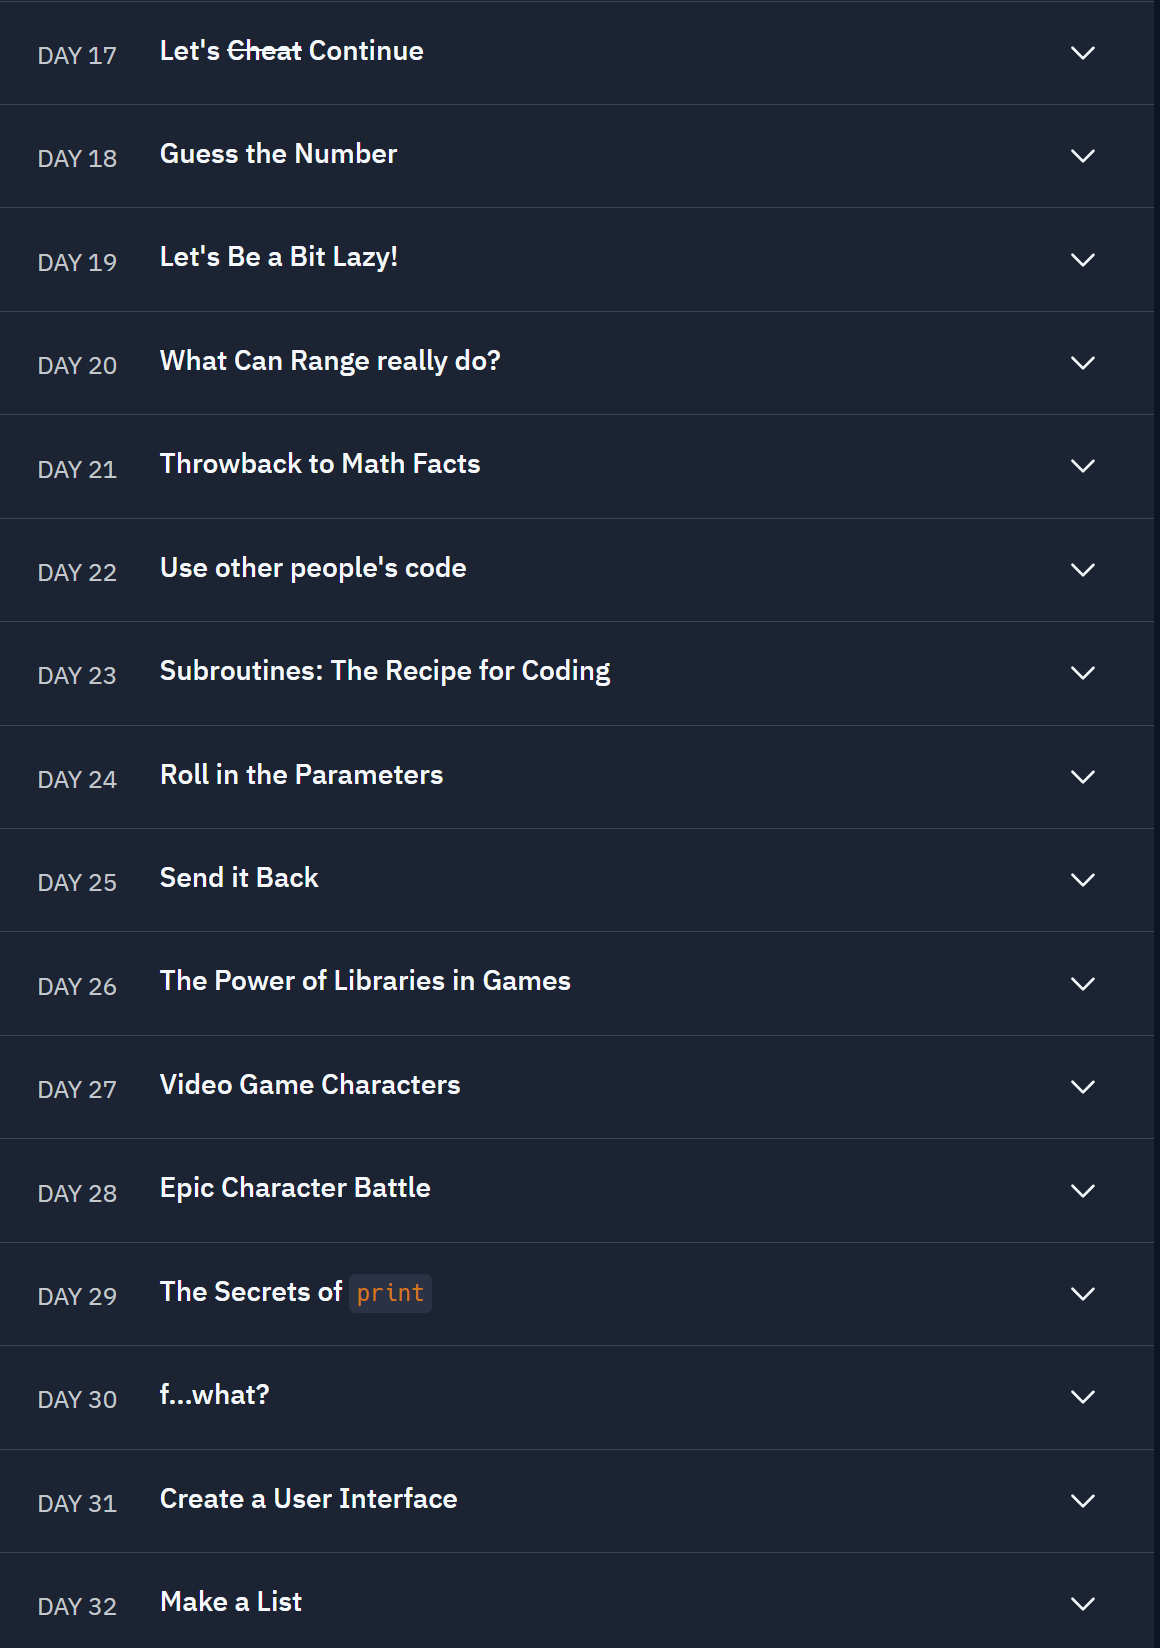 DAY 17 Let's Cheat Continue
DAY 18 Guess the Number
DAY 19 Let's Be a Bit Lazy!
DAY 20 What Can Range really do?
DAY 21 Throwback to Math Facts
DAY 22 Use other people's code
DAY 23 Subroutines: The Recipe for Coding
DAY 24 Roll in the Parameters
DAY 25 Send it Back
DAY 26 The Power of Libraries in Games
DAY 27 Video Game Characters
DAY 28 Epic Character Battle
DAY 29 The Secrets of print
DAY 30 f...what?
DAY 31 Create a User Interface
DAY 32 Make a List